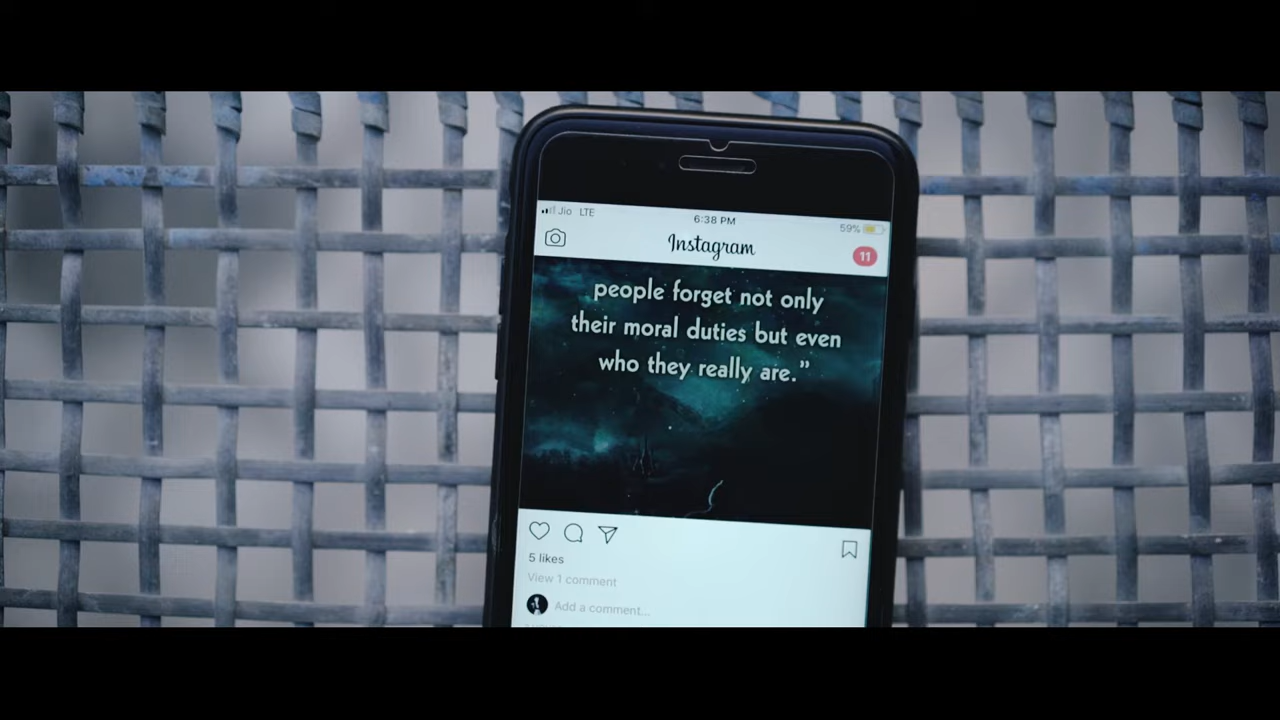 Jio LTE 6:38 PM 59%
Instagram 11
people forget not only
their moral duties but even
who they really are.”
5 likes
View 1 comment
Add a comment...